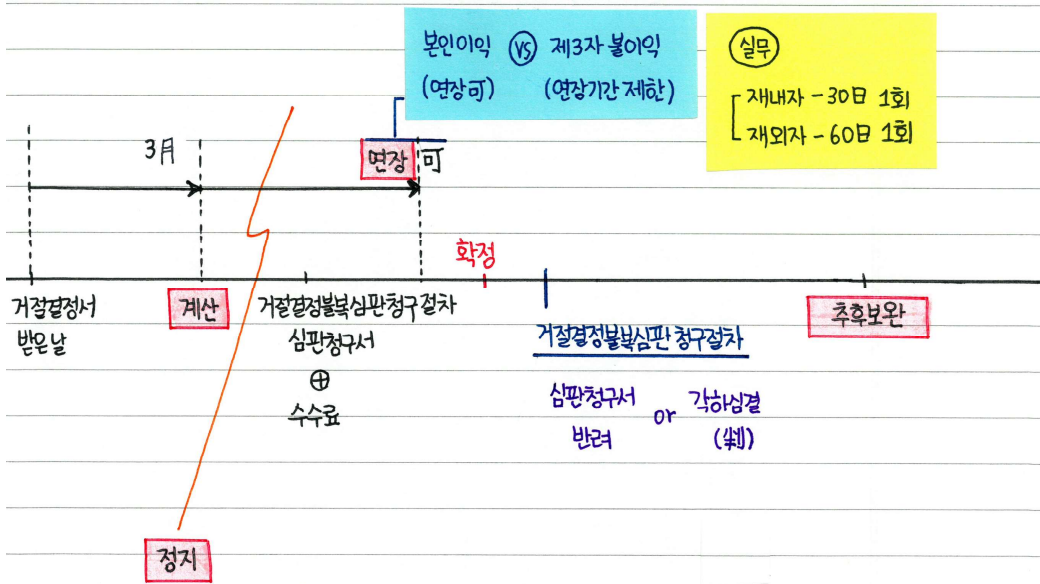 본인이익 VS 제3자 불이익
(연장可) (연장기간 제한)
실무
재내자 - 30日 1회
재외자 - 60日 1회
3月
연장 可
확정
거절결정서
받은날
계산
거절결정불복심판 청구절차
심판청구서
⊕
수수료
거절결정불복심판 청구절차
심판청구서
반려
or
각하심결
추후보완
정지